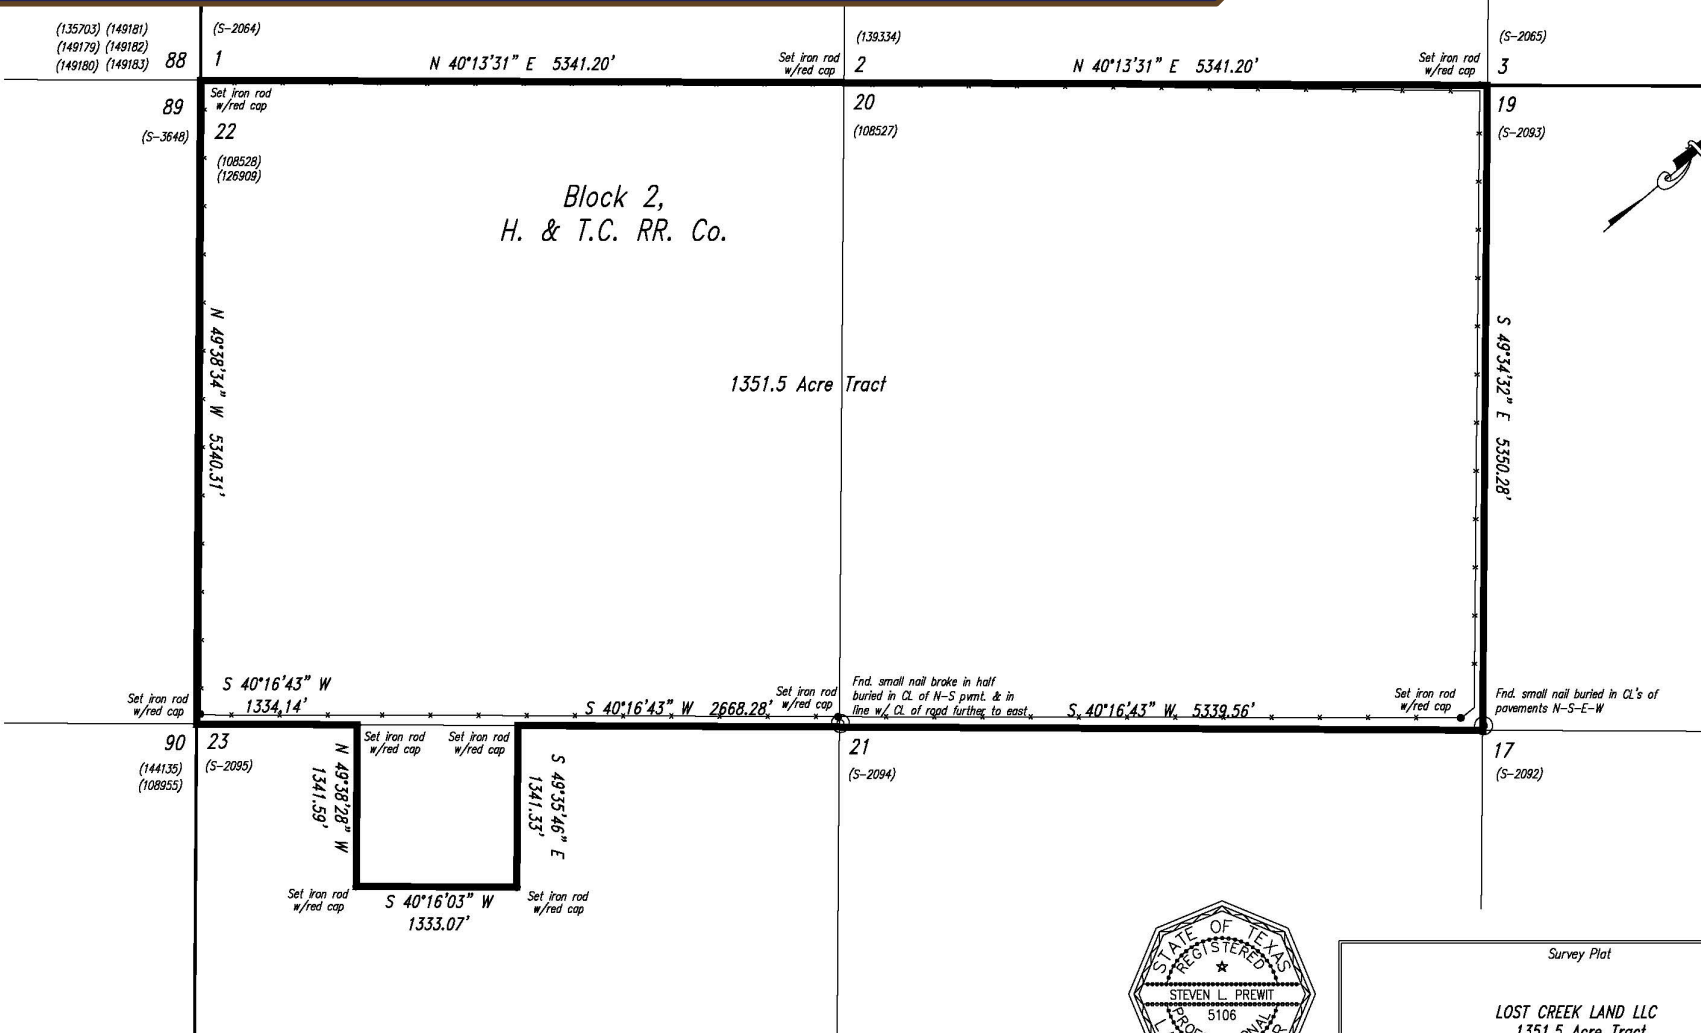 (135703) (149181)
(149179) (149182)
(149180) (149183)
88
(S-2064)
1
N 40°13'31" E 5341.20'
Set iron rod
w/red cap
(139334)
2
N 40°13'31" E 5341.20'
Set iron rod
w/red cap
(S-2065)
3
89
(S-3648)
Set iron rod
w/red cap
22
(108528)
(126909)
20
(108527)
19
(S-2093)
Block 2,
H. & T.C. RR. Co.
1351.5 Acre Tract
N 49°38'34" W 5340.31'
S 49°34'32" E 5350.28'
Set iron rod
w/red cap
S 40°16'43" W
1334.14'
S 40°16'43" W 2668.28'
Set iron rod
w/red cap
Fnd. small nail broke in half
buried in CL of N-S pvmt. & in
line w/ CL of road further to east
S 40°16'43" W 5339.56'
Set iron rod
w/red cap
Fnd. small nail buried in CL's of
pavements N-S-E-W
90
(144135)
(108955)
23
(S-2095)
Set iron rod
w/red cap
Set iron rod
w/red cap
21
(S-2094)
17
(S-2092)
N 49°38'28" W
1341.59'
S 49°35'46" E
1341.33'
Set iron rod
w/red cap
S 40°16'03" W
1333.07'
Set iron rod
w/red cap
STATE OF TEXAS
REGISTERED
STEVEN L. PREWIT
5106
Survey Plat
LOST CREEK LAND LLC
1351.5 Acre Tract